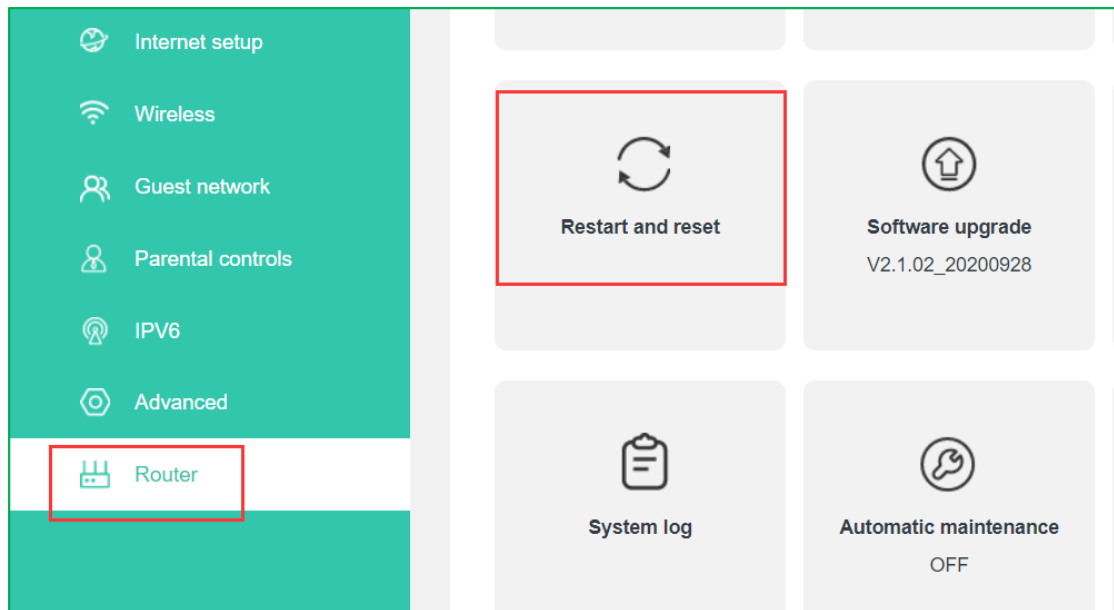 Internet setup
Wireless
Guest network
Parental controls
IPV6
Advanced
Router
Restart and reset
Software upgrade
V2.1.02_20200928
System log
Automatic maintenance
OFF